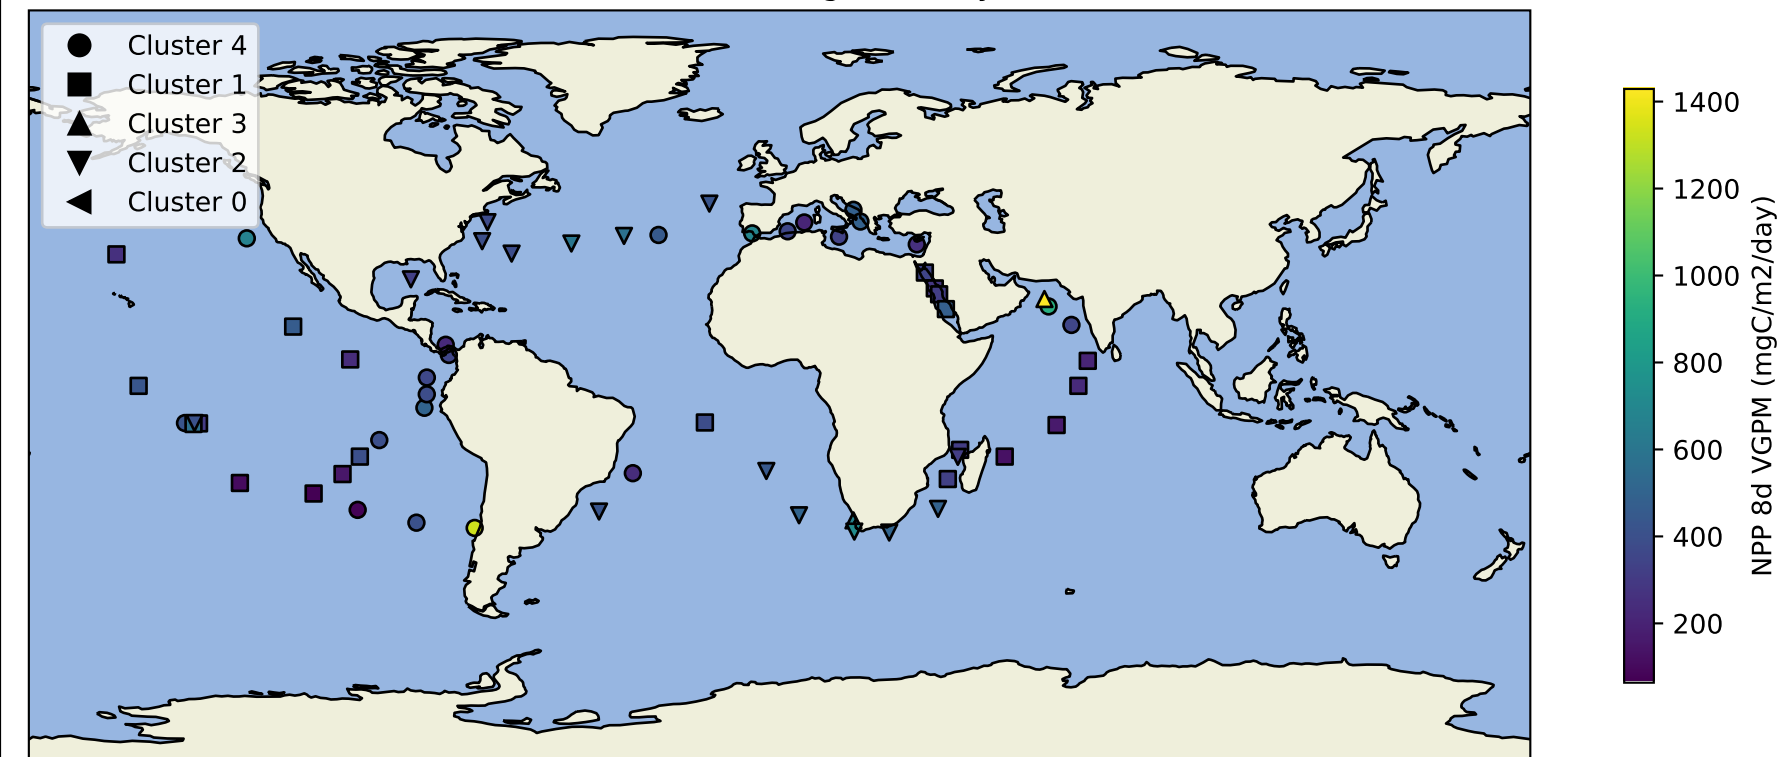 Cluster 4
Cluster 1
Cluster 3
Cluster 2
Cluster 0
1400
1200
1000
800
600
400
200
NPP 8d VGPM (mgC/m2/day)